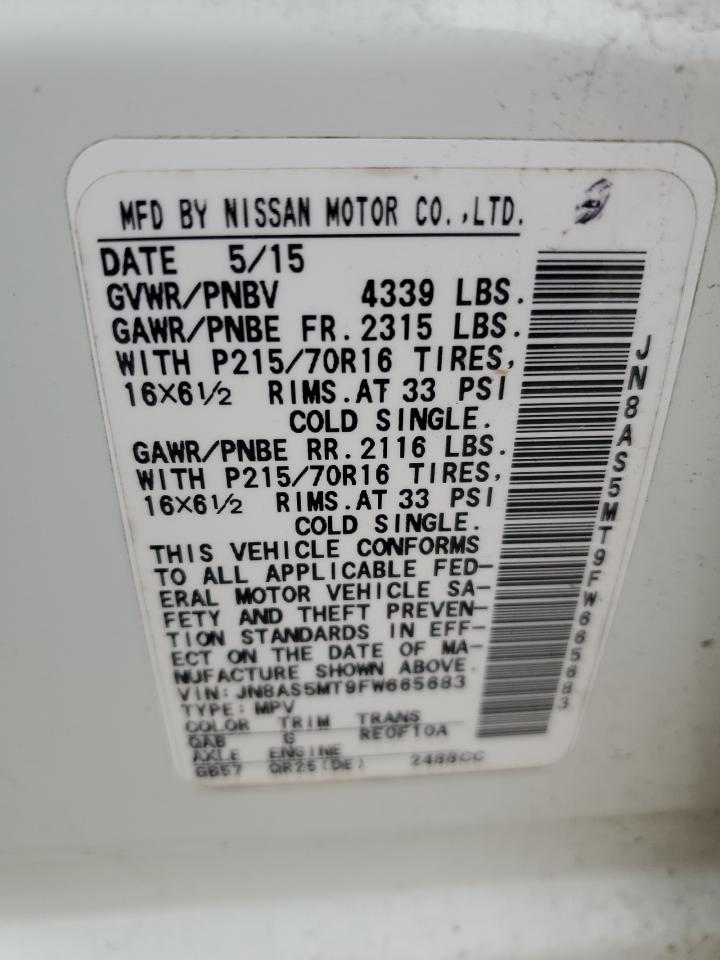 MFD BY NISSAN MOTOR CO.,LTD.
DATE 5/15
GVWR/PNBV 4339 LBS.
GAWR/PNBE FR. 2315 LBS.
WITH P215/70R16 TIRES,
16X6½ RIMS. AT 33 PSI
COLD SINGLE.
GAWR/PNBE RR. 2116 LBS.
WITH P215/70R16 TIRES,
16X6½ RIMS. AT 33 PSI
COLD SINGLE.
THIS VEHICLE CONFORMS
TO ALL APPLICABLE FED-
ERAL MOTOR VEHICLE SA-
FETY AND THEFT PREVEN-
TION STANDARDS IN EFF-
ECT ON THE DATE OF MA-
NUFACTURE SHOWN ABOVE.
VIN: JN8AS5MT9FW665683
TYPE: MPV
COLOR TRIM TRANS
QAB G RE0F10A
AXLE ENGINE
GB57 QR25(DE) 2488CC
JN8AS5MT9FW665683